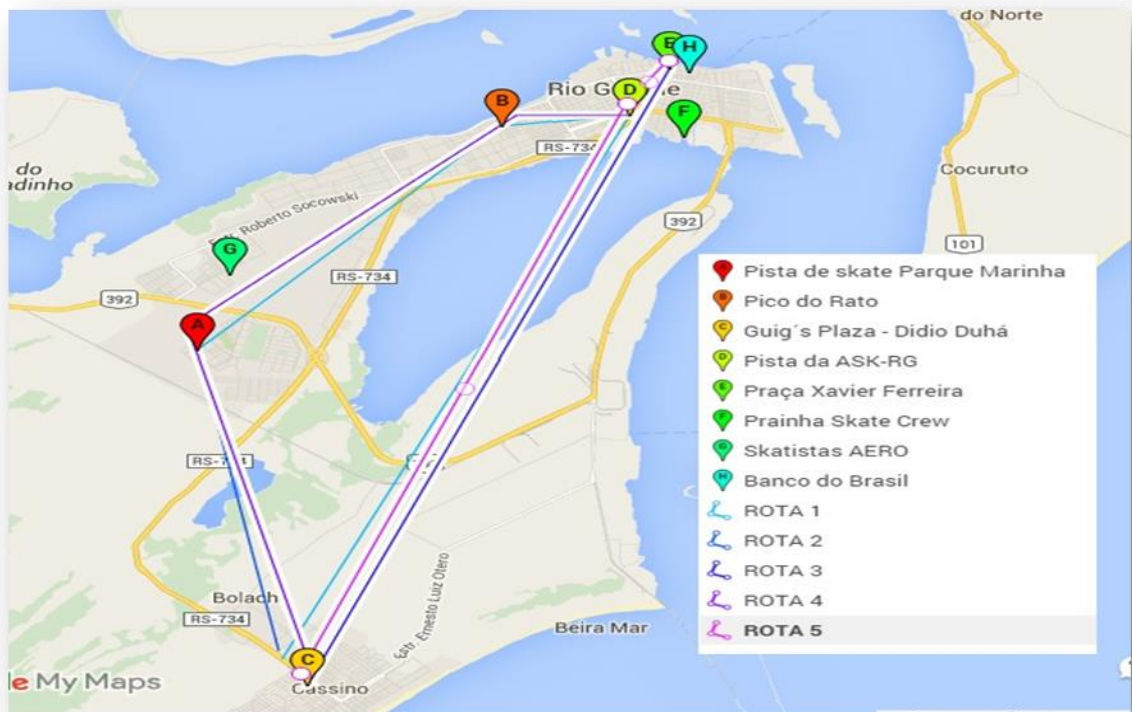 do Norte
E
H
Rio G
D
B
F
RS-734
do
adinho
Cocuruto
Estr. Roberto Socowski
392
G
101
RS-734
392
A
Pista de skate Parque Marinha
Pico do Rato
Guig´s Plaza - Didio Duhá
Pista da ASK-RG
Praça Xavier Ferreira
Prainha Skate Crew
Skatistas AERO
Banco do Brasil
ROTA 1
ROTA 2
ROTA 3
ROTA 4
ROTA 5
Estr. Ernesto Luiz Otero
Bolach
RS-734
Beira Mar
C
Cassino
le My Maps